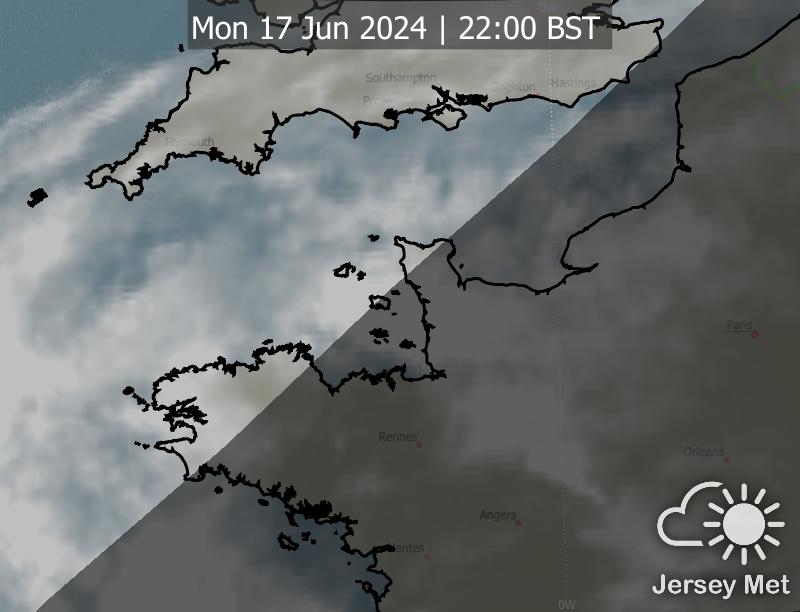 0W
Mon 17 Jun 2024 | 22:00 BST
Southampton
Brighton
Hastings
Plymouth
Paris
Rennes
Orleans
Angers
Nantes
Jersey Met
0W